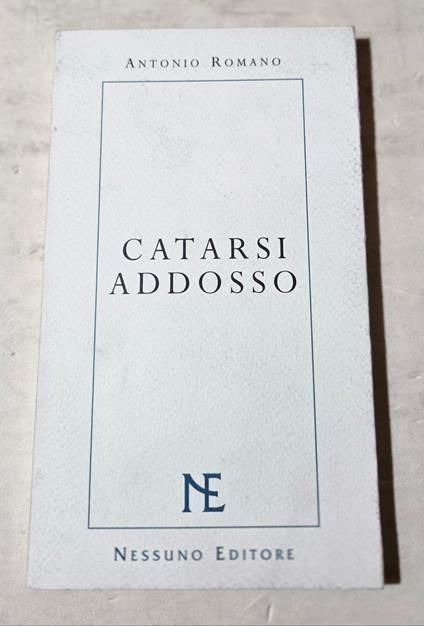 ANTONIO ROMANO
CATARSI
ADDOSSO
NE
NESSUNO EDITORE